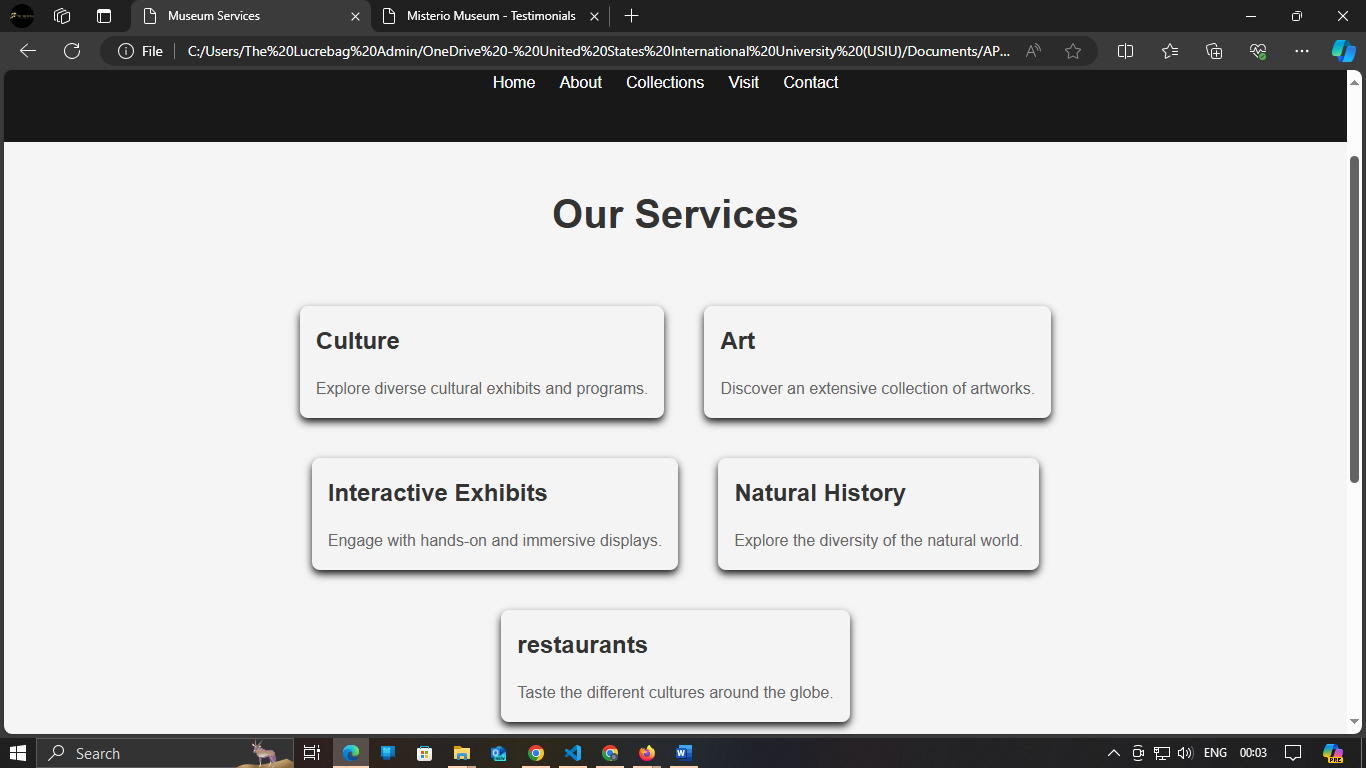 Museum Services
Misterio Museum - Testimonials
File
C:/Users/The%20Lucrebag%20Admin/OneDrive%20-%20United%20States%20International%20University%20(USIU)/Documents/AP...
Home About Collections Visit Contact
Our Services
Culture
Explore diverse cultural exhibits and programs.
Art
Discover an extensive collection of artworks.
Interactive Exhibits
Engage with hands-on and immersive displays.
Natural History
Explore the diversity of the natural world.
restaurants
Taste the different cultures around the globe.
Search
ENG
00:03
PRE